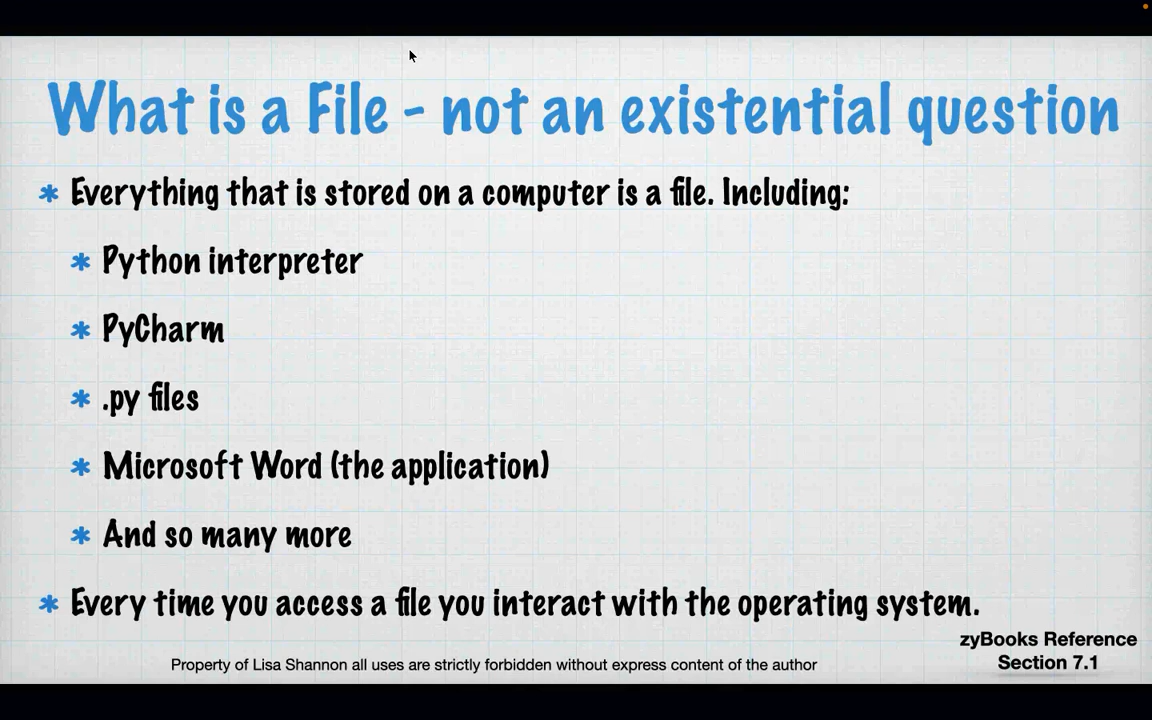 What is a File - not an existential question
* Everything that is stored on a computer is a file. Including:
* Python interpreter
* PyCharm
* .py files
* Microsoft Word (the application)
* And so many more
* Every time you access a file you interact with the operating system.
zyBooks Reference
Section 7.1
Property of Lisa Shannon all uses are strictly forbidden without express content of the author